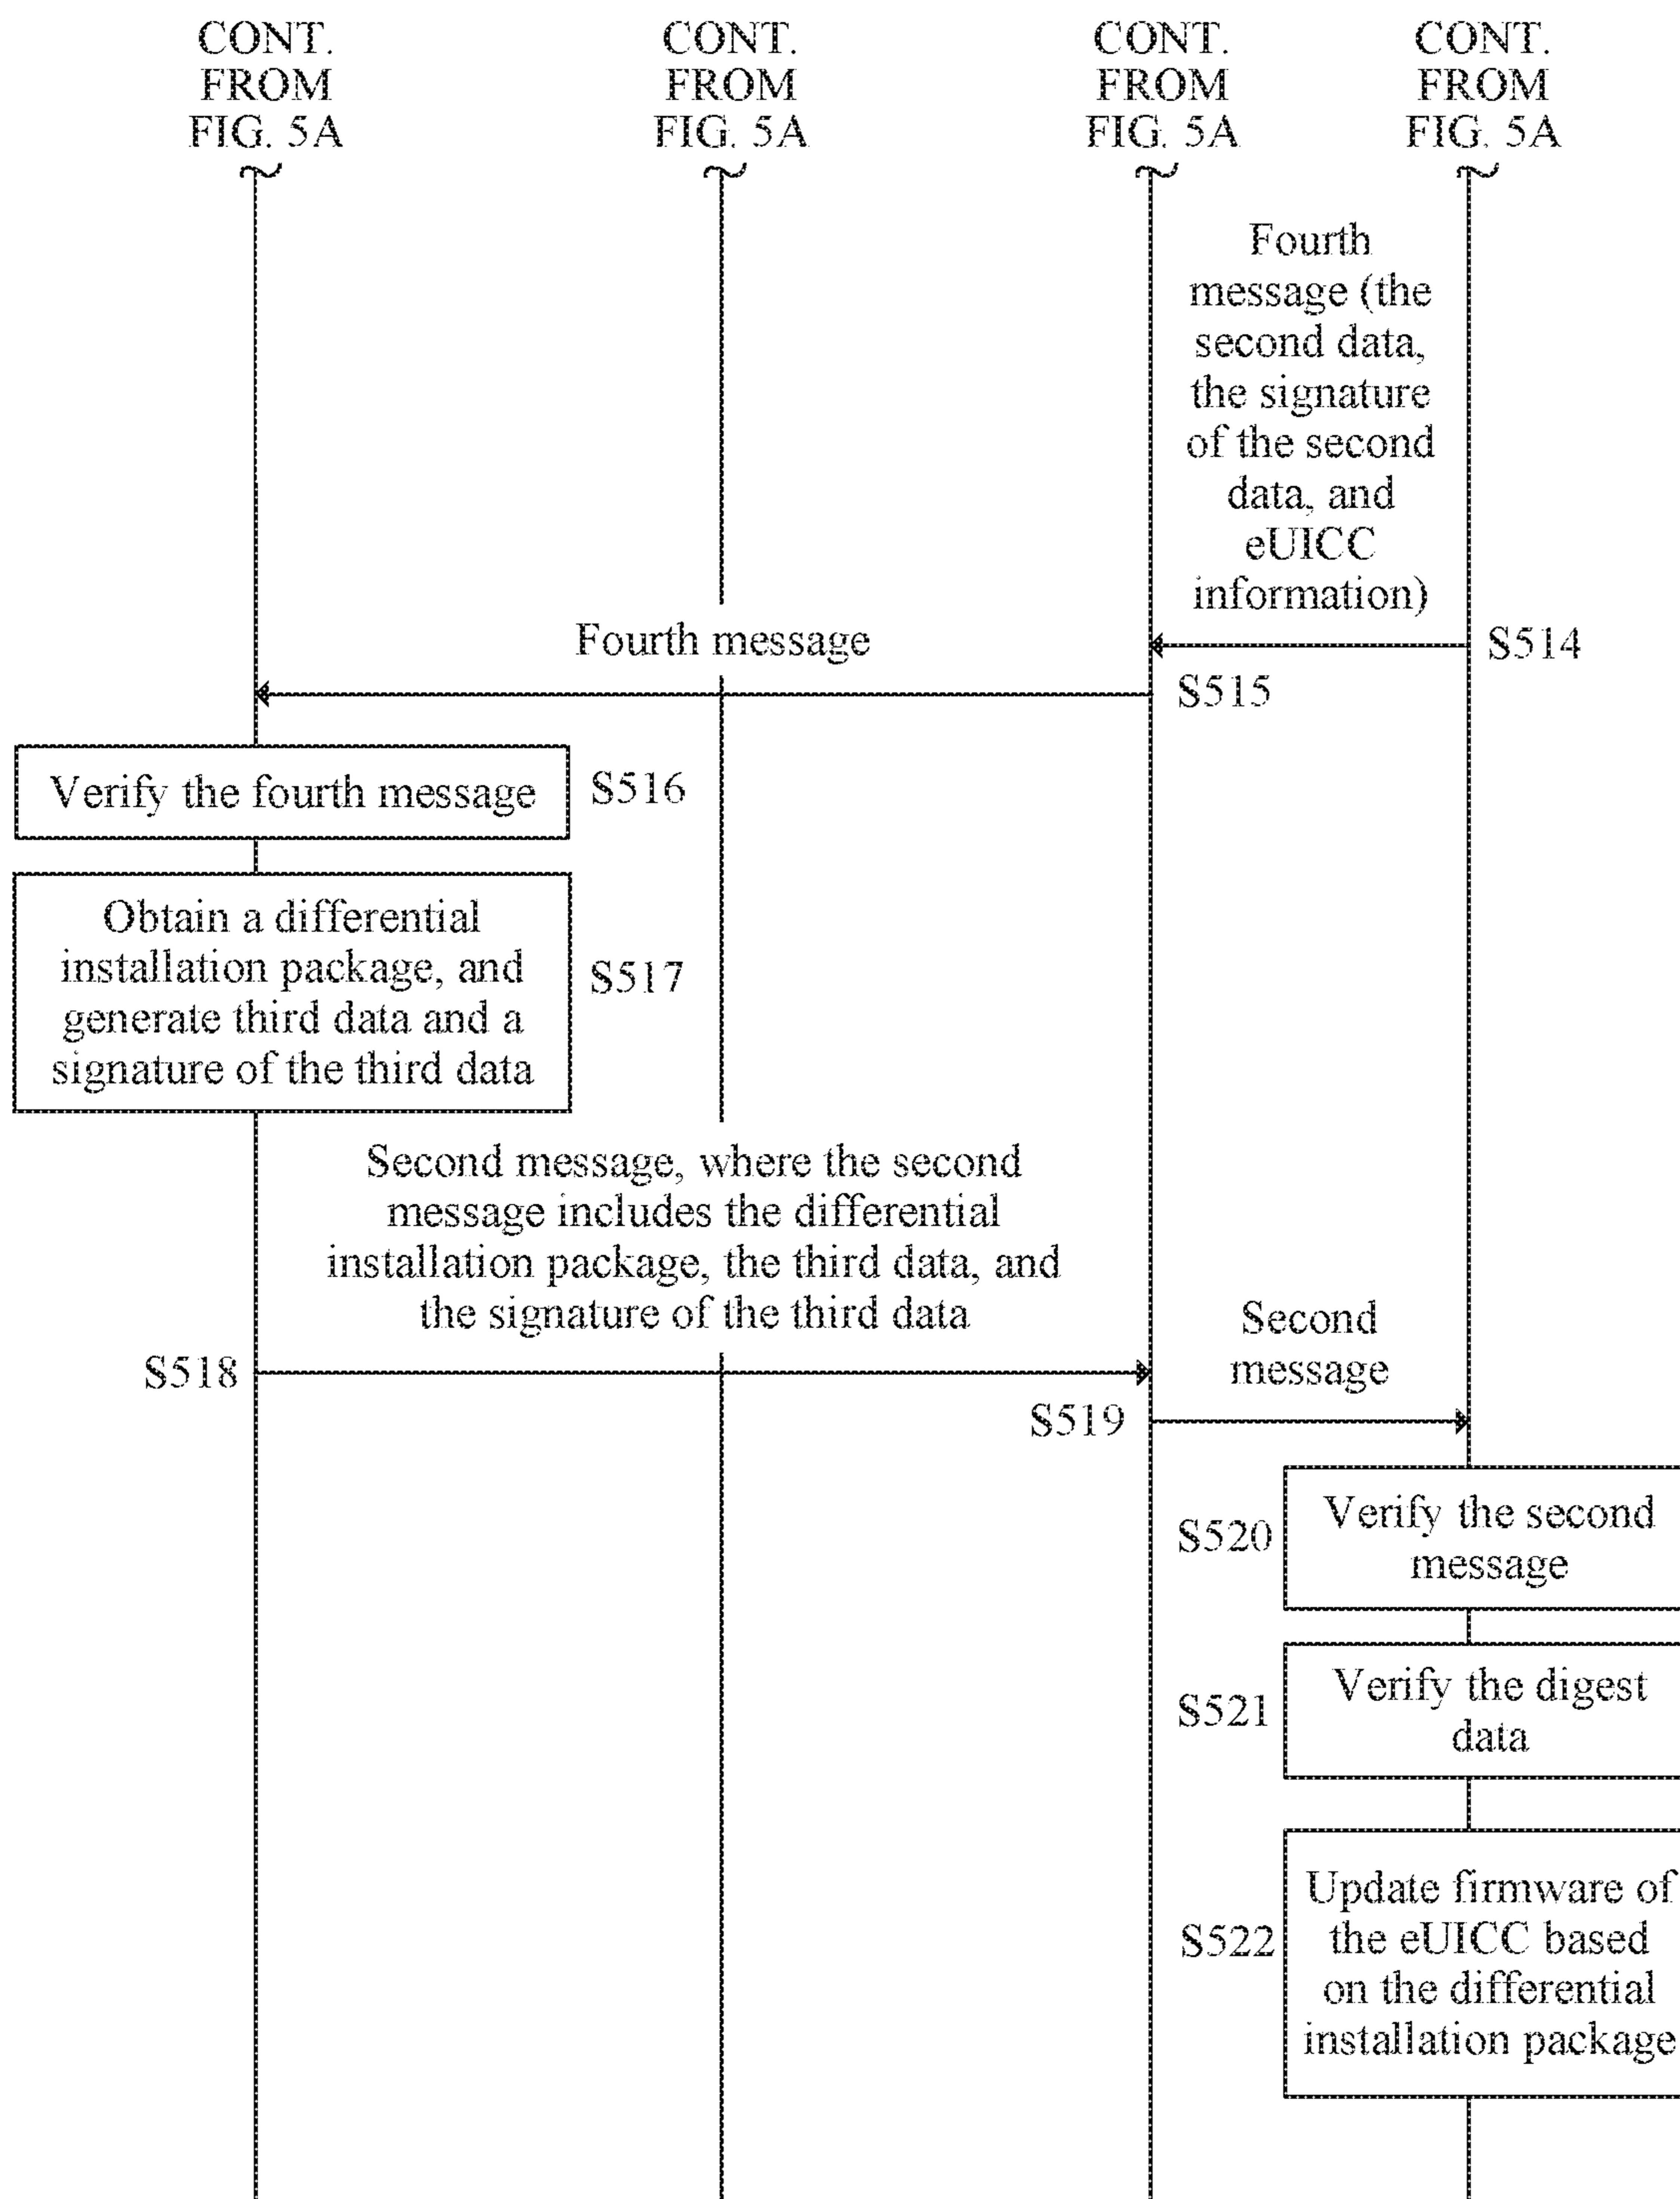 CONT.
FROM
FIG. 5A
CONT.
FROM
FIG. 5A
CONT.
FROM
FIG. 5A
CONT.
FROM
FIG. 5A
Fourth
message (the
second data,
the signature
of the second
data, and
eUICC
information)
Fourth message
S514
S515
Verify the fourth message
S516
Obtain a differential
installation package, and
generate third data and a
signature of the third data
S517
Second message, where the second
message includes the differential
installation package, the third data, and
the signature of the third data
Second
message
S518
S519
S520
Verify the second
message
S521
Verify the digest
data
S522
Update firmware of
the eUICC based
on the differential
installation package